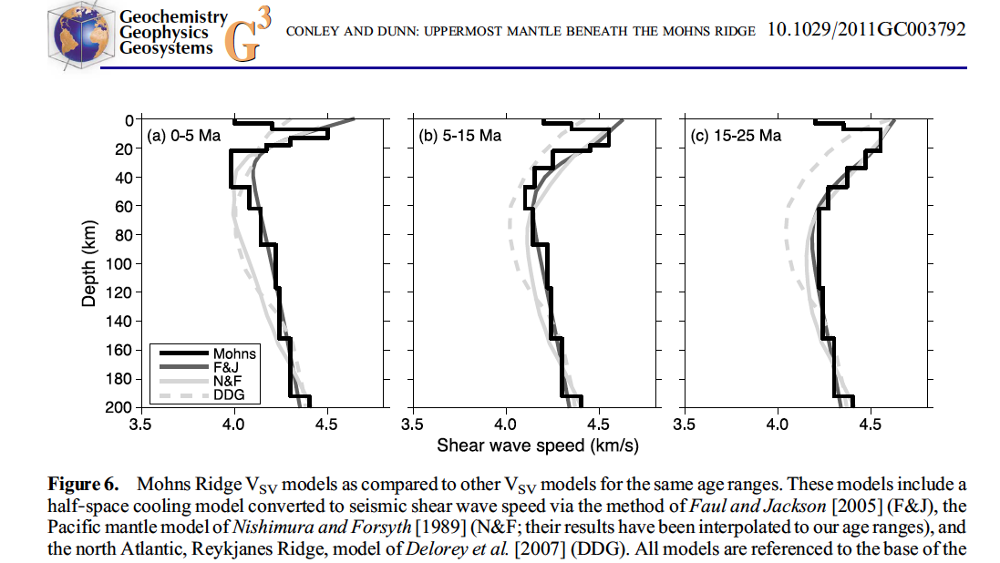 Geochemistry
Geophysics
Geosystems
G3
CONLEY AND DUNN: UPPERMOST MANTLE BENEATH THE MOHNS RIDGE 10.1029/2011GC003792
(a) 0-5 Ma
(b) 5-15 Ma
(c) 15-25 Ma
0
20
40
60
80
100
120
140
160
180
200
Depth (km)
Mohns
F&J
N&F
DDG
3.5 4.0 4.5 3.5 4.0 4.5 3.5 4.0 4.5
Shear wave speed (km/s)
Figure 6. Mohns Ridge VSV models as compared to other VSV models for the same age ranges. These models include a
half-space cooling model converted to seismic shear wave speed via the method of Faul and Jackson [2005] (F&J), the
Pacific mantle model of Nishimura and Forsyth [1989] (N&F; their results have been interpolated to our age ranges), and
the north Atlantic, Reykjanes Ridge, model of Delorey et al. [2007] (DDG). All models are referenced to the base of the